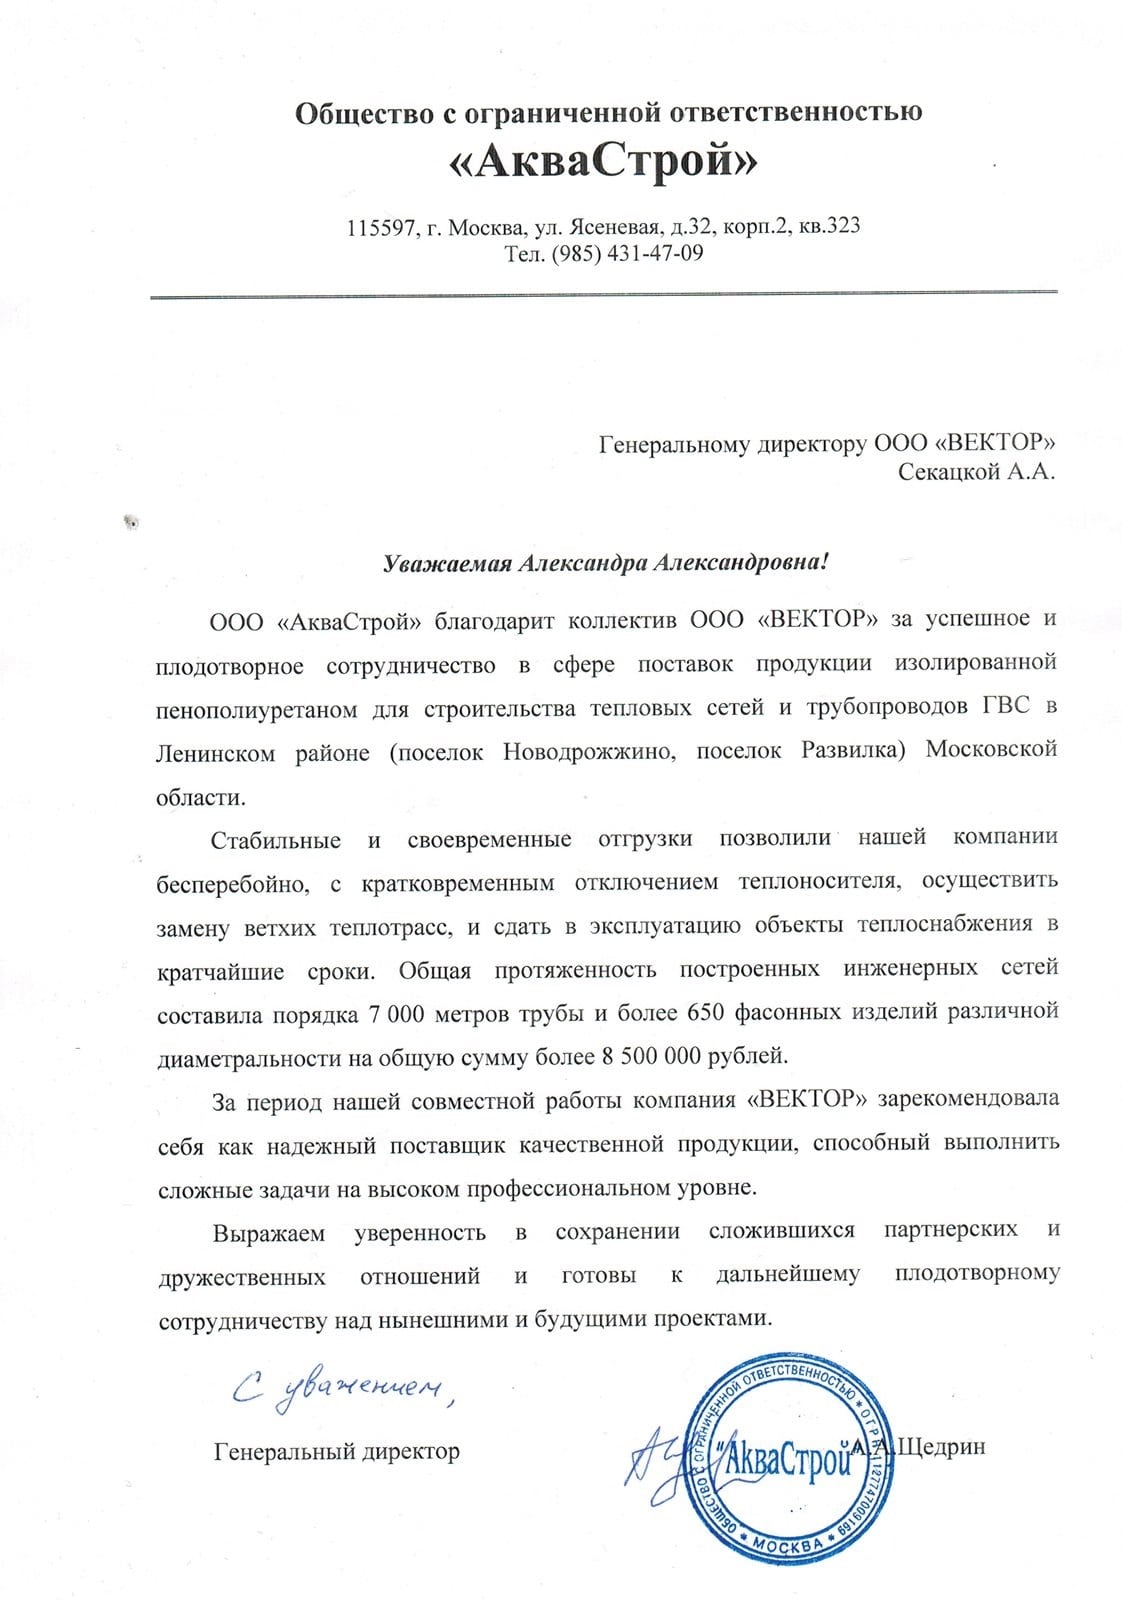 Общество с ограниченной ответственностью
«АкваСтрой»
115597, г. Москва, ул. Ясеневая, д.32, корп.2, кв.323
Тел. (985) 431-47-09
Генеральному директору ООО «ВЕКТОР»
Секацкой А.А.
Уважаемая Александра Александровна!
ООО «АкваСтрой» благодарит коллектив ООО «ВЕКТОР» за успешное и
плодотворное сотрудничество в сфере поставок продукции изолированной
пенополиуретаном для строительства тепловых сетей и трубопроводов ГВС в
Ленинском районе (поселок Новодрожжино, поселок Развилка) Московской
области.
Стабильные и своевременные отгрузки позволили нашей компании
бесперебойно, с кратковременным отключением теплоносителя, осуществить
замену ветхих теплотрасс, и сдать в эксплуатацию объекты теплоснабжения в
кратчайшие сроки. Общая протяженность построенных инженерных сетей
составила порядка 7 000 метров трубы и более 650 фасонных изделий различной
диаметральности на общую сумму более 8 500 000 рублей.
За период нашей совместной работы компания «ВЕКТОР» зарекомендовала
себя как надежный поставщик качественной продукции, способный выполнить
сложные задачи на высоком профессиональном уровне.
Выражаем уверенность в сохранении сложившихся партнерских и
дружественных отношений и готовы к дальнейшему плодотворному
сотрудничеству над нынешними и будущими проектами.
С уважением,
Генеральный директор
А.А.Щедрин
ОБЩЕСТВО С ОГРАНИЧЕННОЙ ОТВЕТСТВЕННОСТЬЮ * ОГРН 1127747009169
"АкваСтрой"
* МОСКВА *